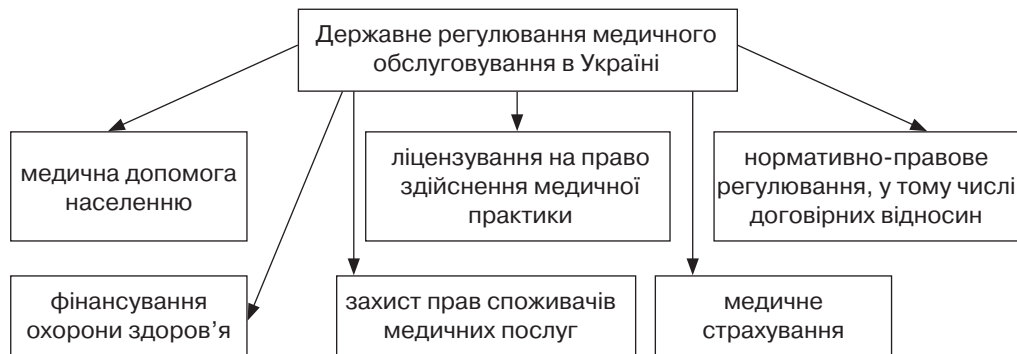 Державне регулювання медичного
обслуговування в Україні
медична допомога
населенню
ліцензування на право
здійснення медичної
практики
нормативно-правове
регулювання, у тому числі
договірних відносин
фінансування
охорони здоров’я
захист прав споживачів
медичних послуг
медичне
страхування